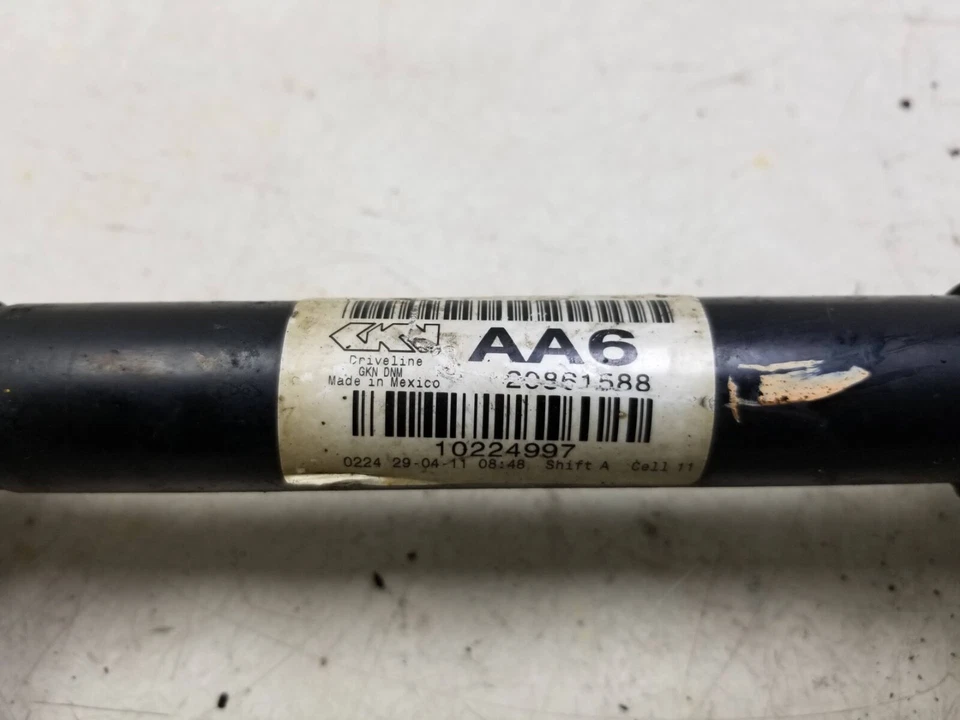 GKN AA6
Driveline
GKN DNM
Made in Mexico 20861588
10224997
0224 29-04-11 08:48 Shift A Cell 11